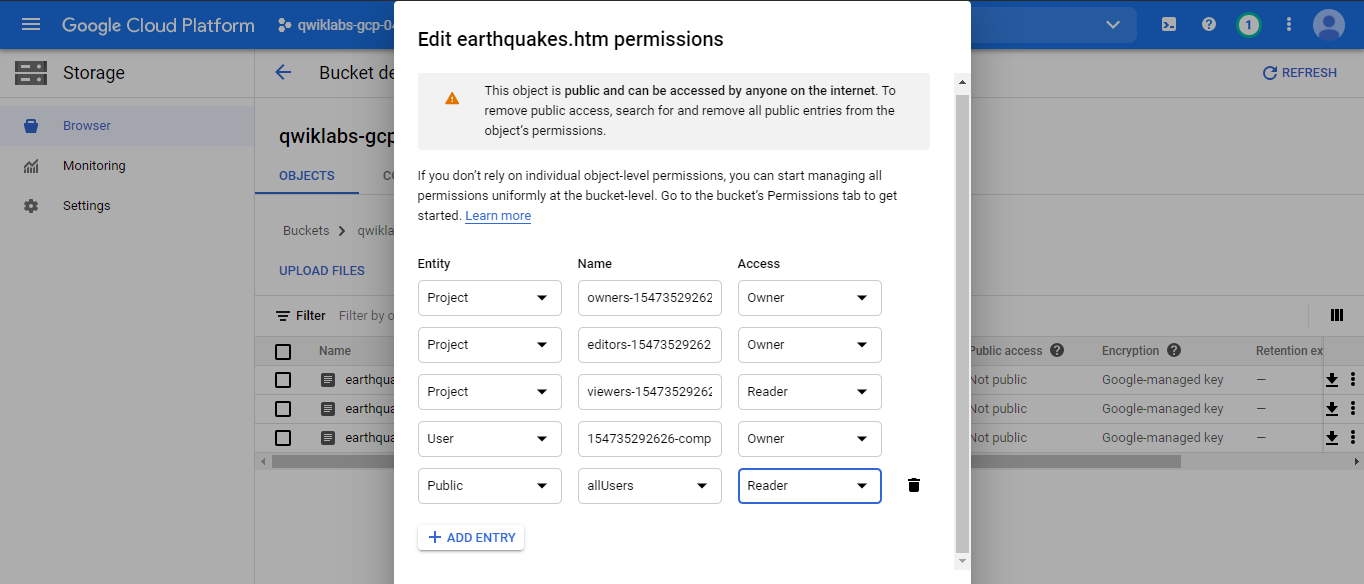 Google Cloud Platform
qwiklabs-gcp-04
1
Edit earthquakes.htm permissions
Storage
Bucket de
REFRESH
This object is public and can be accessed by anyone on the internet. To
remove public access, search for and remove all public entries from the
object's permissions.
Browser
qwiklabs-gcp
Monitoring
OBJECTS
CO
If you don't rely on individual object-level permissions, you can start managing all
permissions uniformly at the bucket-level. Go to the bucket's Permissions tab to get
started. Learn more
Settings
Buckets
qwikla
UPLOAD FILES
Entity Name Access
Project owners-15473529262 Owner
Filter Filter by o
Project editors-15473529262 Owner
Name
Public access Encryption Retention ex
earthqua
Not public Google-managed key –
Project viewers-15473529262 Reader
earthqua
Not public Google-managed key –
earthqua
Not public Google-managed key –
User 154735292626-comp Owner
Public allUsers Reader
ADD ENTRY